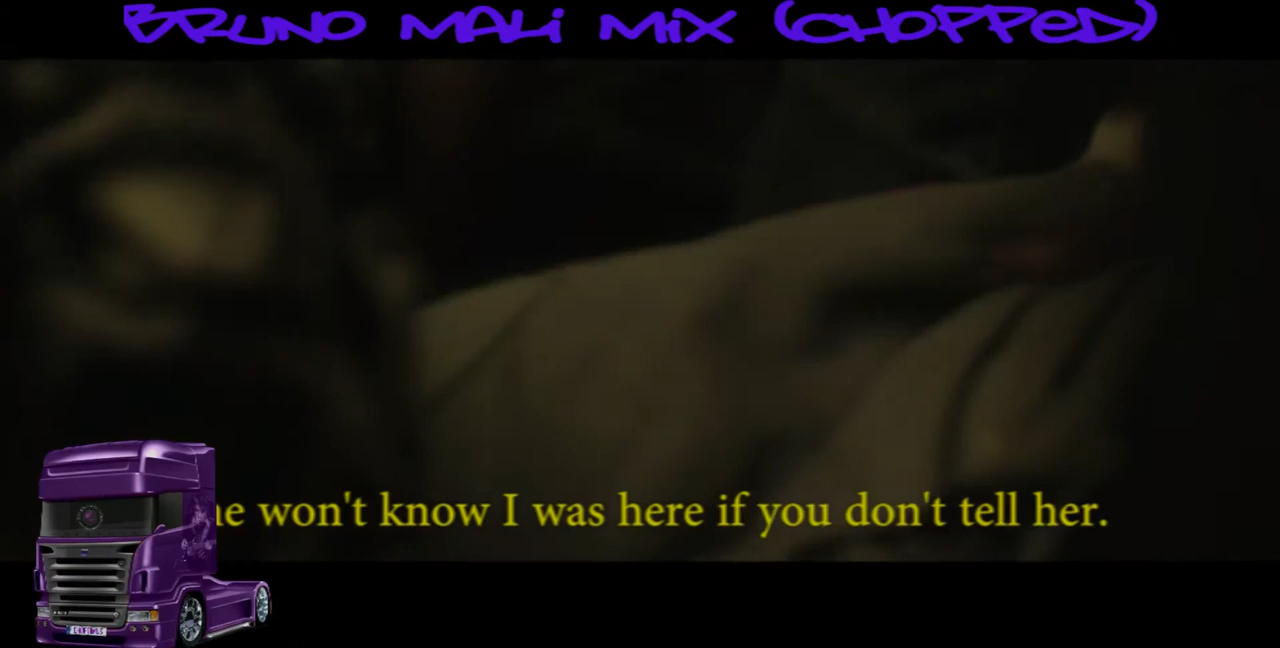 BRUNO MALi MiX (CHOPPeD)
he won't know I was here if you don't tell her.